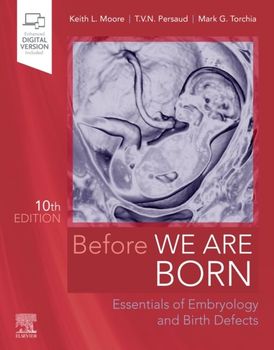 Enhanced
DIGITAL
VERSION
Included
Keith L. Moore | T.V.N. Persaud | Mark G. Torchia
10th
EDITION
Before WE ARE
BORN
Essentials of Embryology
and Birth Defects
ELSEVIER